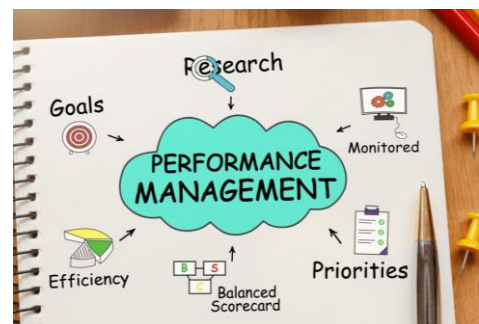 Research
Goals
Monitored
PERFORMANCE
MANAGEMENT
Efficiency
B S
C
Balanced
Scorecard
Priorities